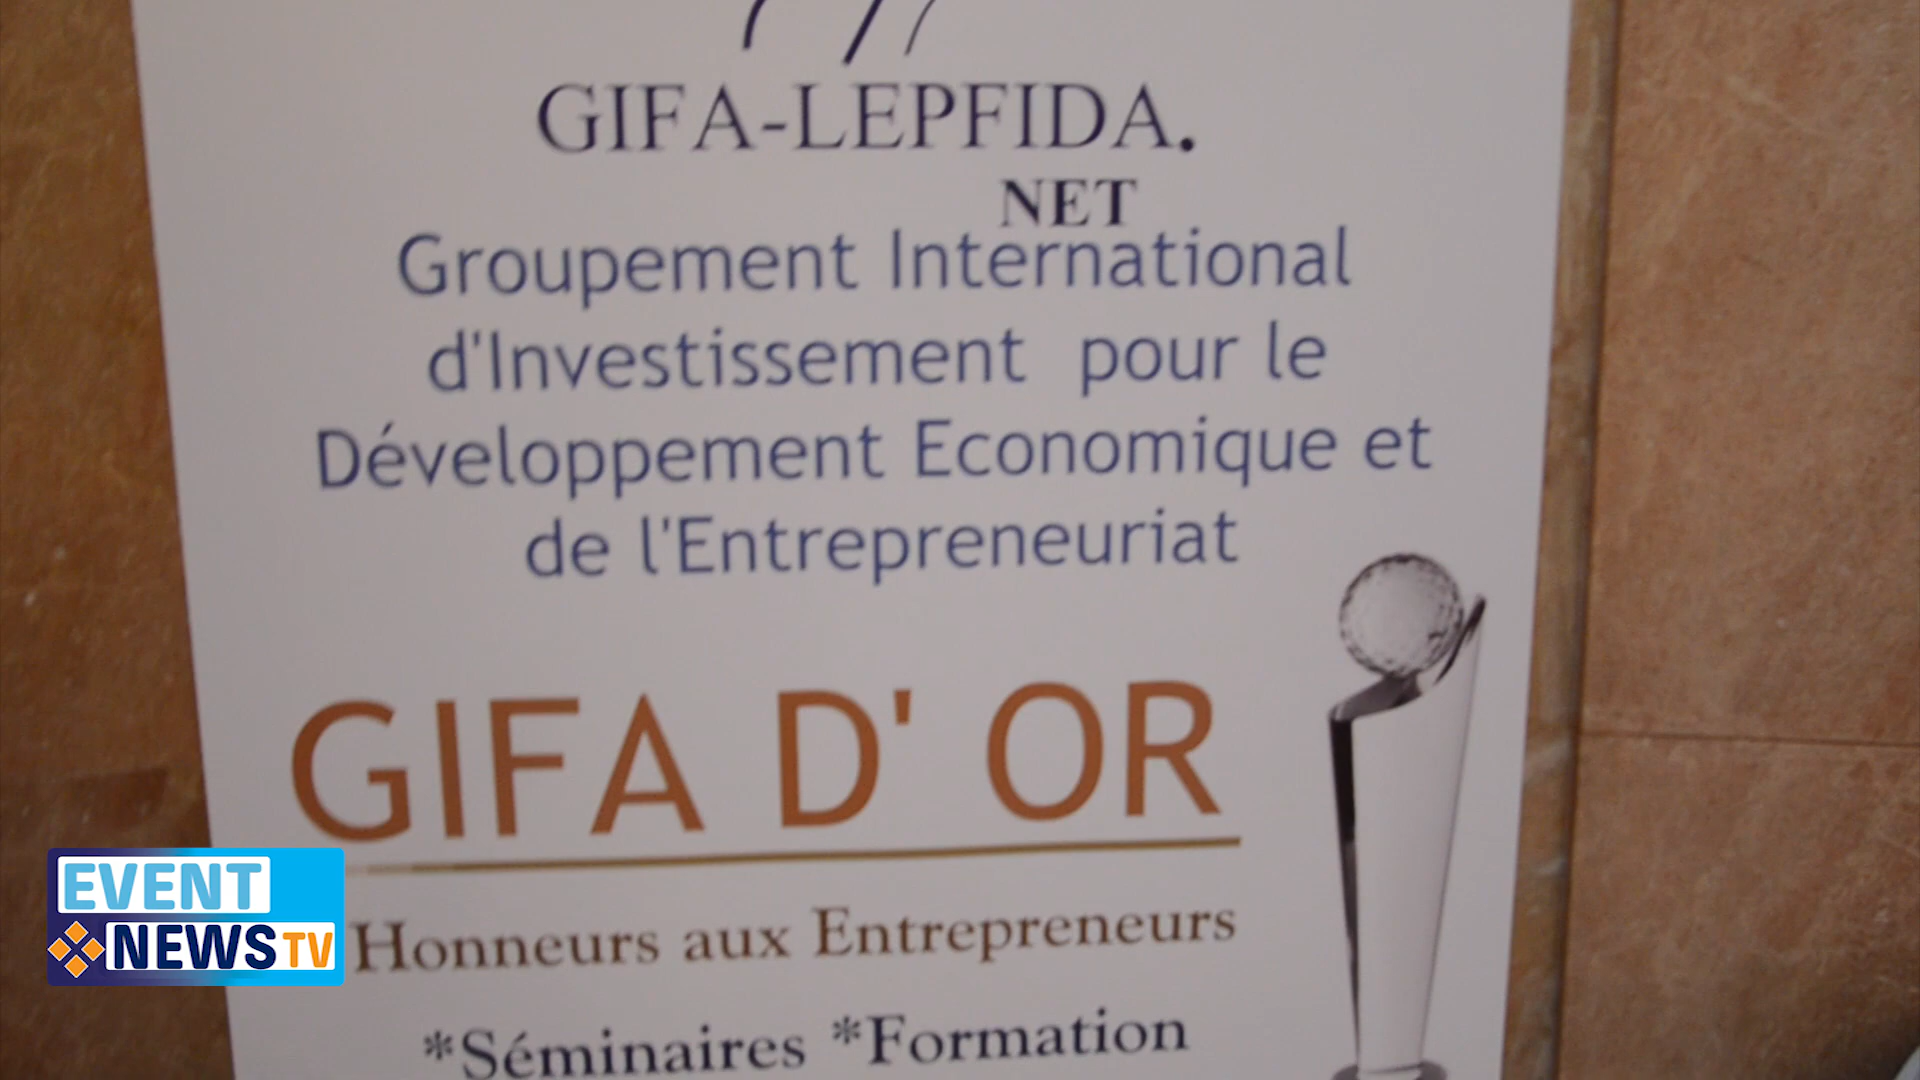 GIFA-LEPFIDA.
NET
Groupement International
d'Investissement pour le
Développement Economique et
de l'Entrepreneuriat
GIFA D' OR
Honneurs aux Entrepreneurs
*Séminaires *Formation
EVENT
NEWS TV